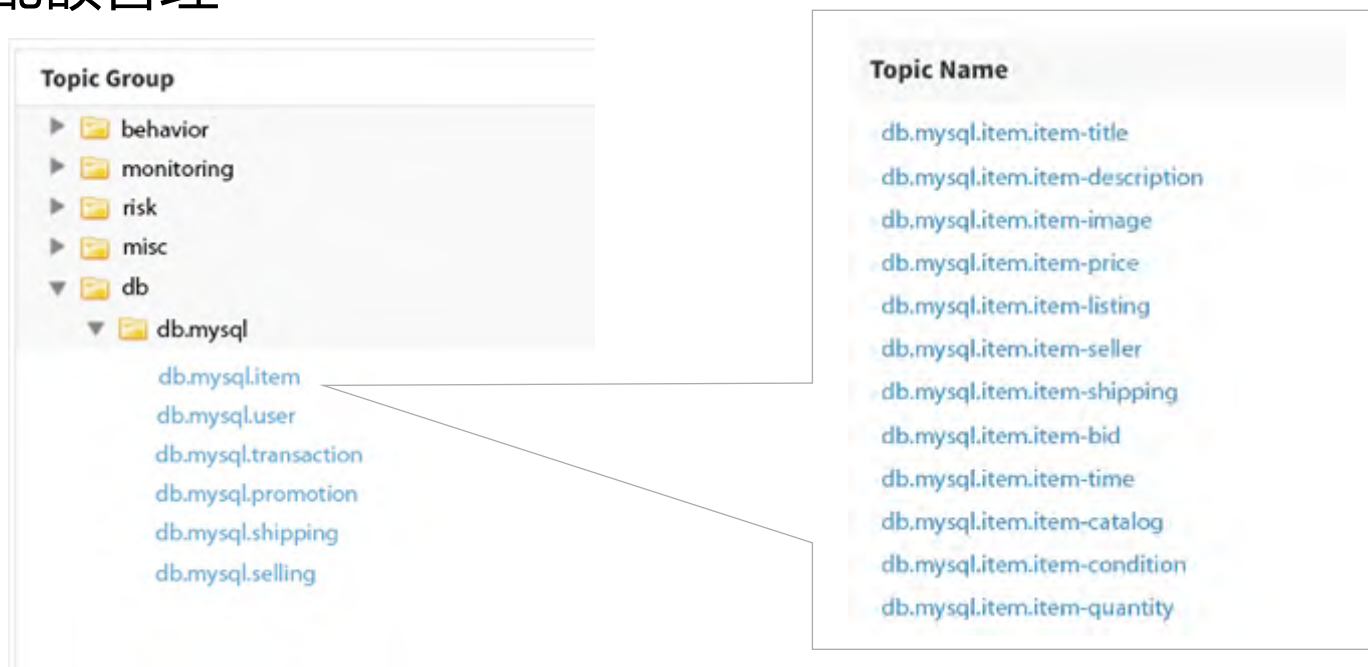 配额管理
Topic Group
behavior
monitoring
risk
misc
db
db.mysql
db.mysql.item
db.mysql.user
db.mysql.transaction
db.mysql.promotion
db.mysql.shipping
db.mysql.selling
Topic Name
db.mysql.item.item-title
db.mysql.item.item-description
db.mysql.item.item-image
db.mysql.item.item-price
db.mysql.item.item-listing
db.mysql.item.item-seller
db.mysql.item.item-shipping
db.mysql.item.item-bid
db.mysql.item.item-time
db.mysql.item.item-catalog
db.mysql.item.item-condition
db.mysql.item.item-quantity